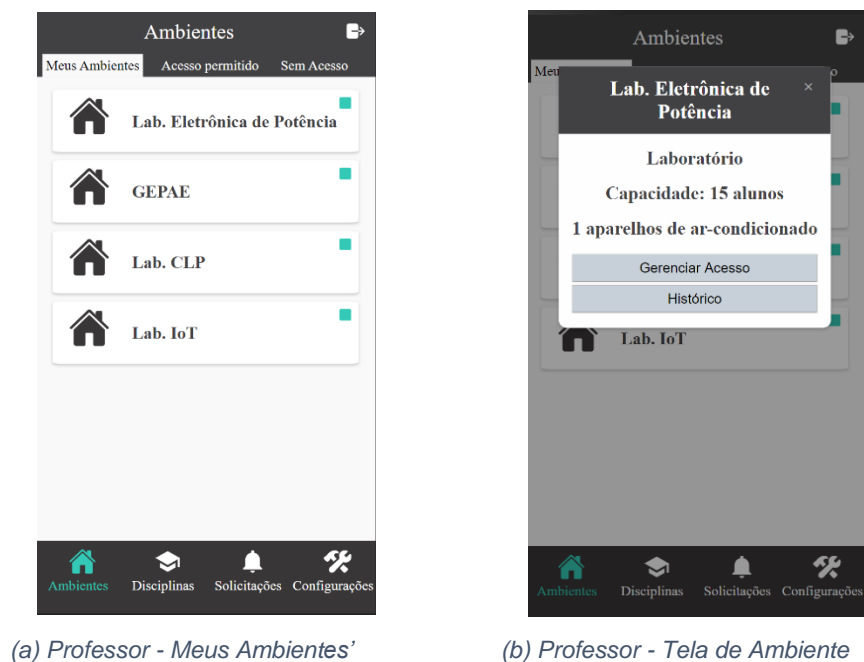 Ambientes
Meus Ambientes Acesso permitido Sem Acesso
Lab. Eletrônica de Potência
GEPAE
Lab. CLP
Lab. IoT
Ambientes Disciplinas Solicitações Configurações
(a) Professor - Meus Ambientes’
Ambientes
Meu o
Lab. Eletrônica de
Potência
×
Laboratório
Capacidade: 15 alunos
1 aparelhos de ar-condicionado
Gerenciar Acesso
Histórico
Lab. IoT
Ambientes Disciplinas Solicitações Configurações
(b) Professor - Tela de Ambiente